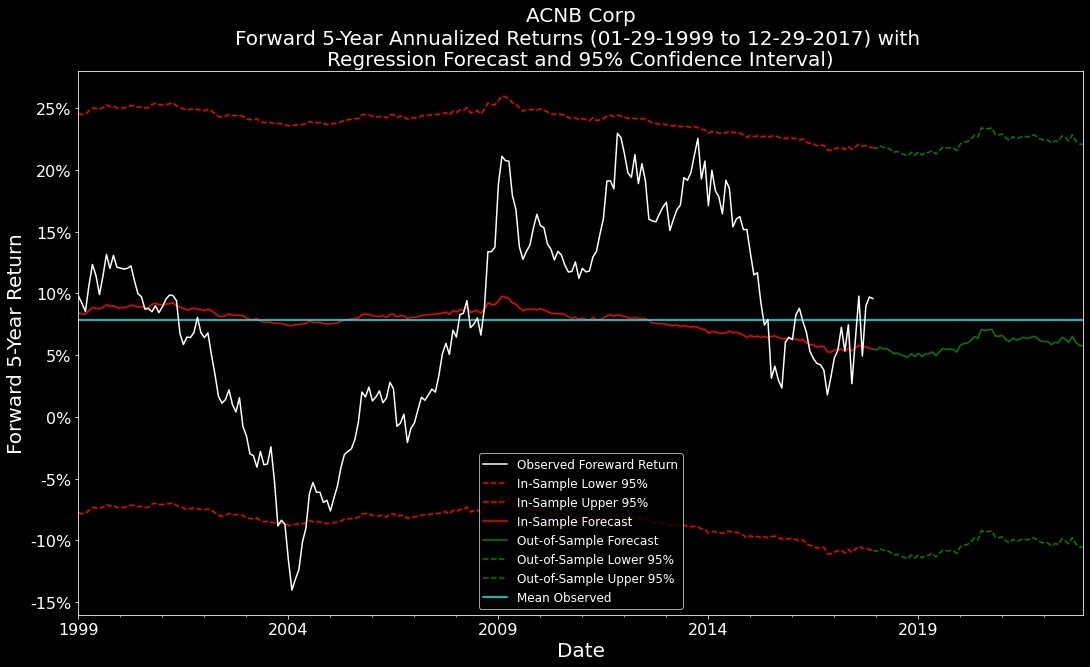 ACNB Corp
Forward 5-Year Annualized Returns (01-29-1999 to 12-29-2017) with
Regression Forecast and 95% Confidence Interval)
Forward 5-Year Return
25%
20%
15%
10%
5%
0%
-5%
-10%
-15%
Observed Foreward Return
In-Sample Lower 95%
In-Sample Upper 95%
In-Sample Forecast
Out-of-Sample Forecast
Out-of-Sample Lower 95%
Out-of-Sample Upper 95%
Mean Observed
1999 2004 2009 2014 2019
Date